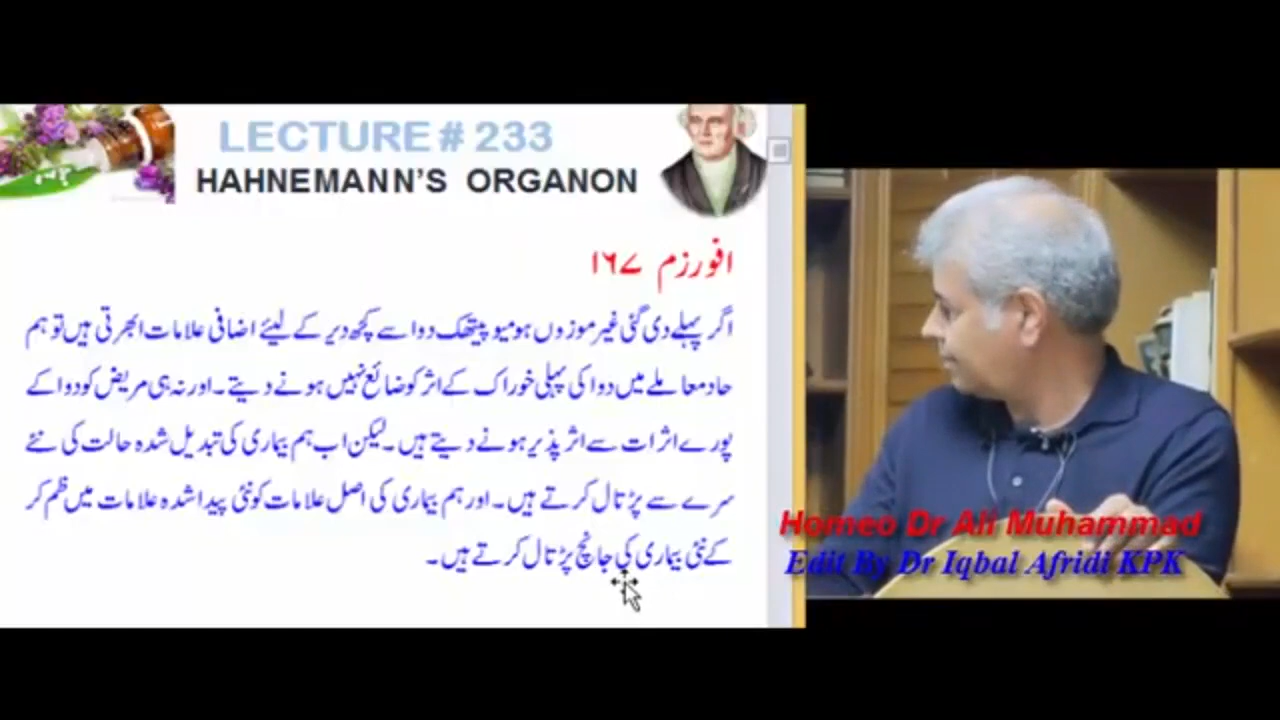 LECTURE # 233
HAHNEMANN'S ORGANON
افورزم ۱۶۷
اگر پہلے دی گئی غیر موزوں ہومیو پیتھک دوا سے کچھ دیر کے لیئے اضافی علامات ابھرتی ہیں تو ہم
حاد معاملے میں دوا کی پہلی خوراک کے اثر کو ضائع نہیں ہونے دیتے۔ اور نہ ہی مریض کو دوا کے
پورے اثرات سے اثر پذیر ہونے دیتے ہیں۔ لیکن اب ہم بیماری کی تبدیل شدہ حالت کی نئے
سرے سے پڑتال کرتے ہیں۔ اور ہم بیماری کی اصل علامات کو نئی پیدا شدہ علامات میں ظم کر
کے نئی بیماری کی جانچ پڑتال کرتے ہیں۔
Homeo Dr Ali Muhammad
Edit By Dr Iqbal Afridi KPK